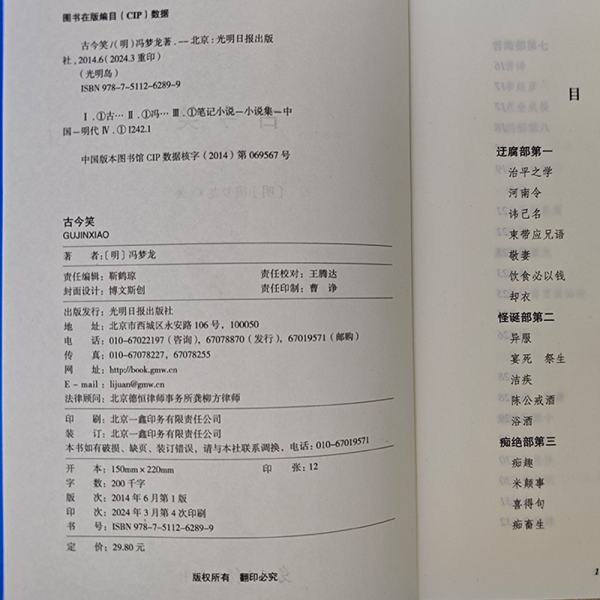 图书在版编目（CIP）数据
古今笑 / (明) 冯梦龙著. -- 北京：光明日报出版
社，2014.6（2024.3 重印）
（光明岛）
ISBN 978-7-5112-6289-9
Ⅰ.①古… Ⅱ.①冯… Ⅲ.①笔记小说－小说集－中
国－明代 Ⅳ.① I242.1
中国版本图书馆 CIP 数据核字（2014）第 069567 号
古今笑
GUJINXIAO
著 者：[明] 冯梦龙
责任编辑：靳鹤琼 责任校对：王腾达
封面设计：博文斯创 责任印制：曹 诤
出版发行：光明日报出版社
地 址：北京市西城区永安路 106 号，100050
电 话：010-67022197（咨询），67078870（发行），67019571（邮购）
传 真：010-67078227，67078255
网 址：http://book.gmw.cn
E - mail：lijuan@gmw.cn
法律顾问：北京德恒律师事务所龚柳方律师
印 刷：北京一鑫印务有限责任公司
装 订：北京一鑫印务有限责任公司
本书如有破损、缺页、装订错误，请与本社联系调换，电话：010-67019571
开 本：150mm × 220mm 印 张：12
字 数：200 千字
版 次：2014 年 6 月第 1 版
印 次：2024 年 3 月第 4 次印刷
书 号：ISBN 978-7-5112-6289-9
定 价：29.80 元
版权所有 翻印必究
目
迂腐部第一
治平之学
河南令
讳己名
束带应兄语
敬妻
饮食必以钱
却衣
怪诞部第二
异服
宴死 祭生
洁疾
陈公戒酒
浴酒
痴绝部第三
痴趣
米颠事
喜得句
痴畜生
1